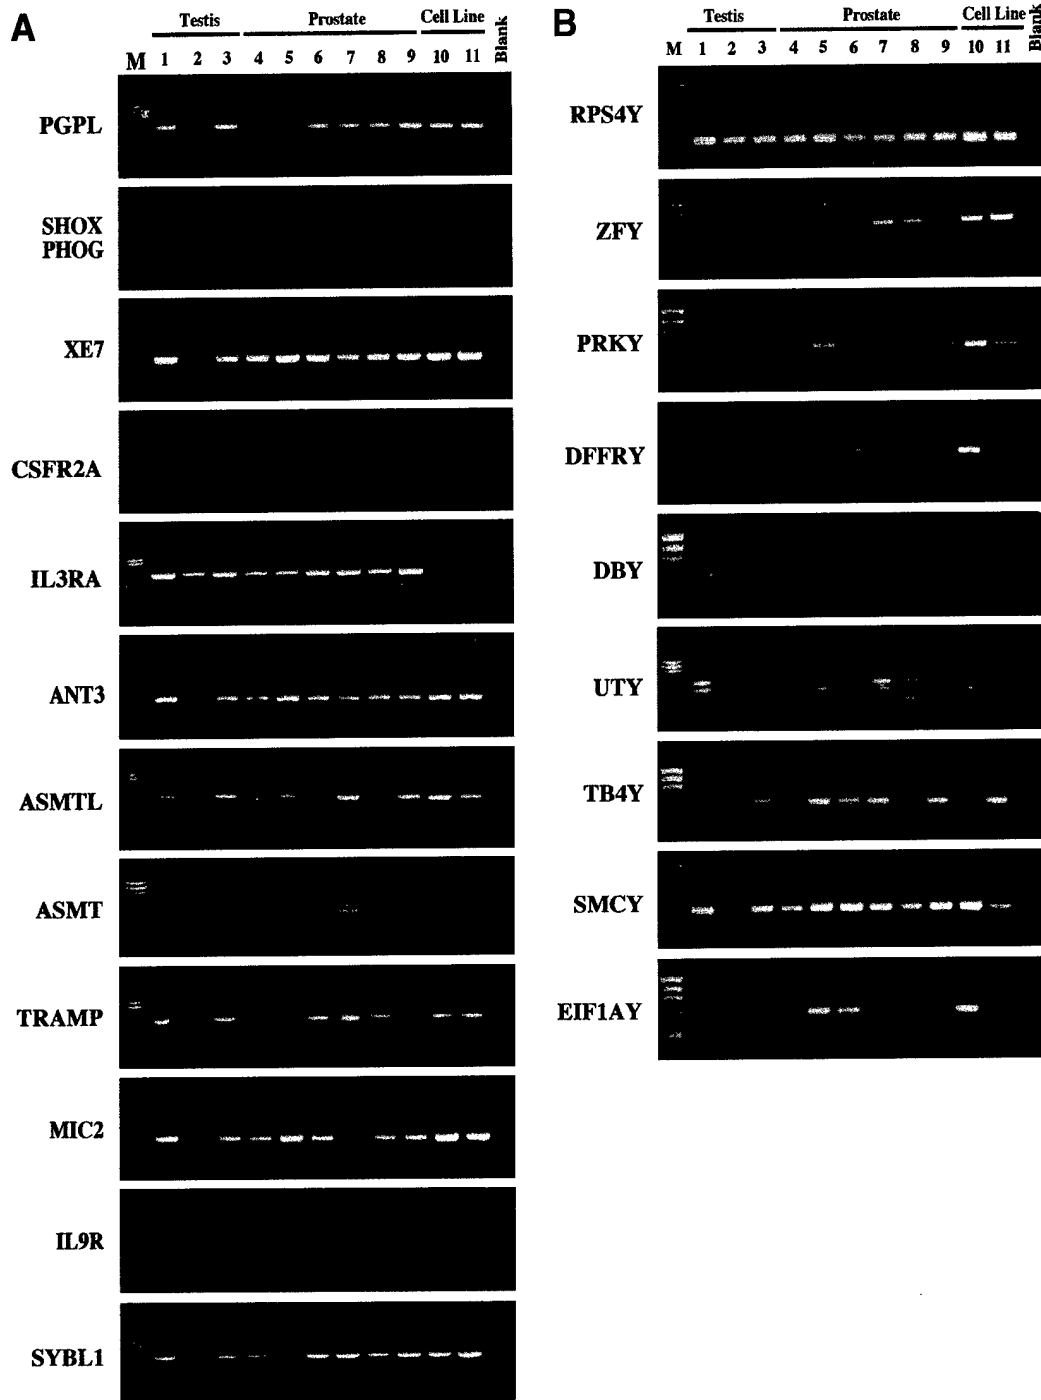 A
Testis Prostate Cell Line Blank
M 1 2 3 4 5 6 7 8 9 10 11
PGPL
SHOX
PHOG
XE7
CSFR2A
IL3RA
ANT3
ASMTL
ASMT
TRAMP
MIC2
IL9R
SYBL1
B
Testis Prostate Cell Line Blank
M 1 2 3 4 5 6 7 8 9 10 11
RPS4Y
ZFY
PRKY
DFFRY
DBY
UTY
TB4Y
SMCY
EIF1AY